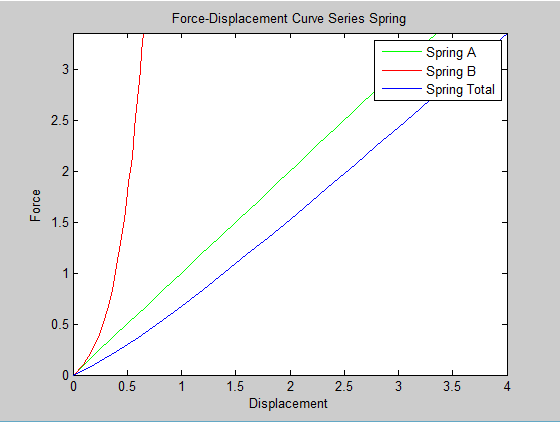 Force-Displacement Curve Series Spring
Spring A
Spring B
Spring Total
3
2.5
2
1.5
1
0.5
0
Force
0 0.5 1 1.5 2 2.5 3 3.5 4
Displacement